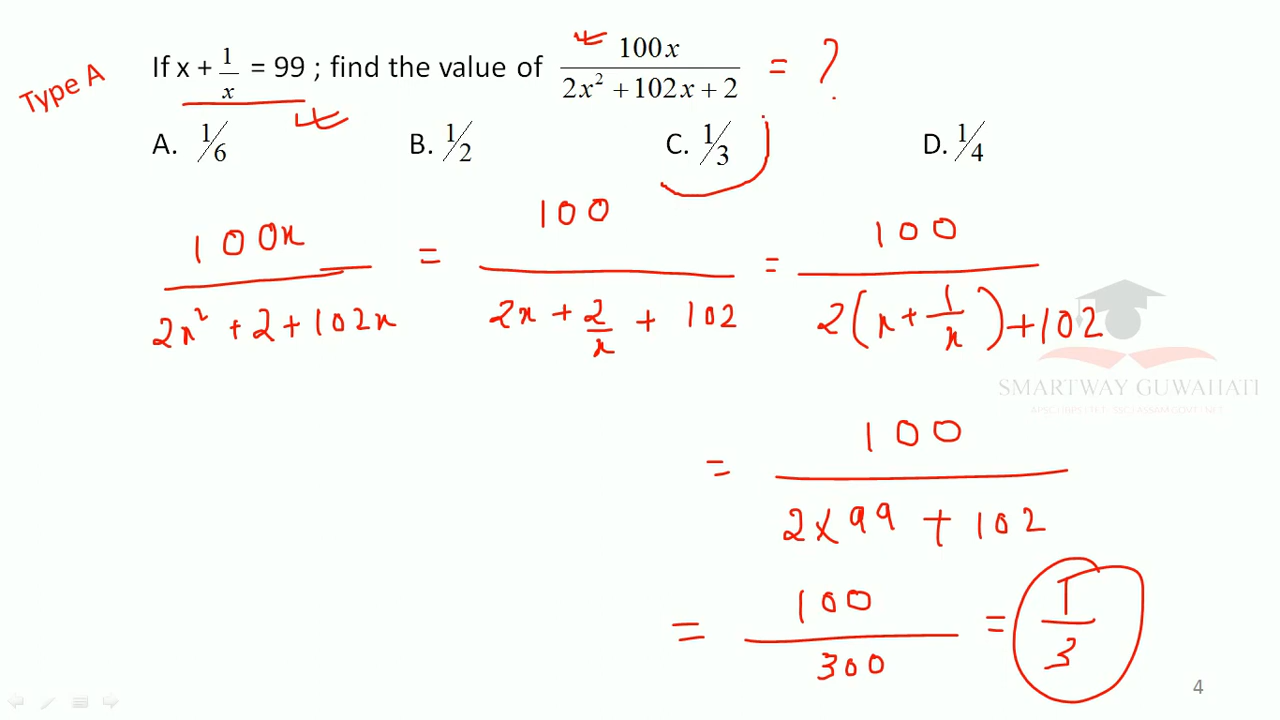 Type A
If x + 1/x = 99 ; find the value of 100x / 2x² + 102x + 2 = ?
A. 1/6 B. 1/2 C. 1/3 D. 1/4
100x / 2x² + 2 + 102x = 100 / 2x + 2/x + 102 = 100 / 2(x + 1/x) + 102
SMARTWAY GUWAHATI
= 100 / 2 × 99 + 102
= 100 / 300 = 1/3
4